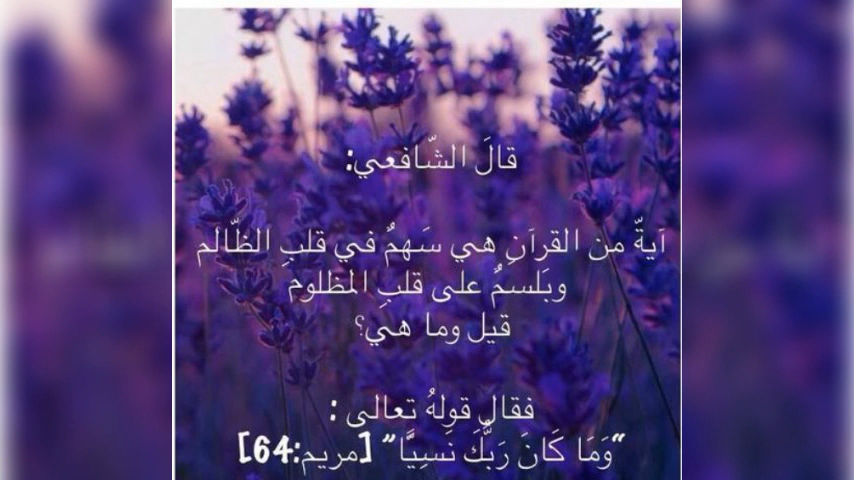 قالَ الشّافعي:
آيةٌ من القرآنِ هي سَهمٌ في قلبِ الظّالم
وبَلسمٌ على قلبِ المظلوم
قيل وما هي؟
فقال قولهُ تعالى :
“وَمَا كَانَ رَبُّكَ نَسِيًّا” [مريم:64]